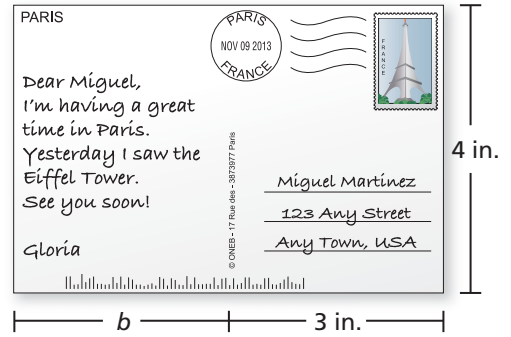 PARIS
PARIS
NOV 09 2013
FRANCE
FRANCE
Dear Miguel,
I'm having a great
time in Paris.
Yesterday I saw the
Eiffel Tower.
See you soon!
Gloria
© ONEB - 17 Rue des - 3873977 Paris
Miguel Martinez
123 Any Street
Any Town, USA
4 in.
b
3 in.